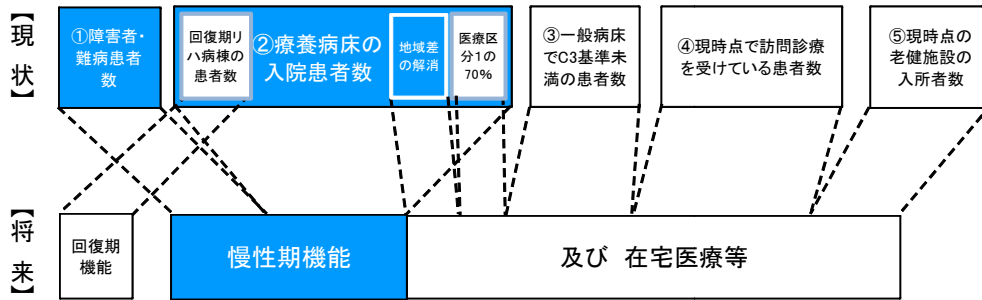 【現状】
①障害者・
難病患者
数
回復期リ
ハ病棟の
患者数
②療養病床の
入院患者数
地域差
の解消
医療区
分1の
70%
③一般病床
でC3基準未
満の患者数
④現時点で訪問診療
を受けている患者数
⑤現時点の
老健施設の
入所者数
【将来】
回復期
機能
慢性期機能
及び 在宅医療等